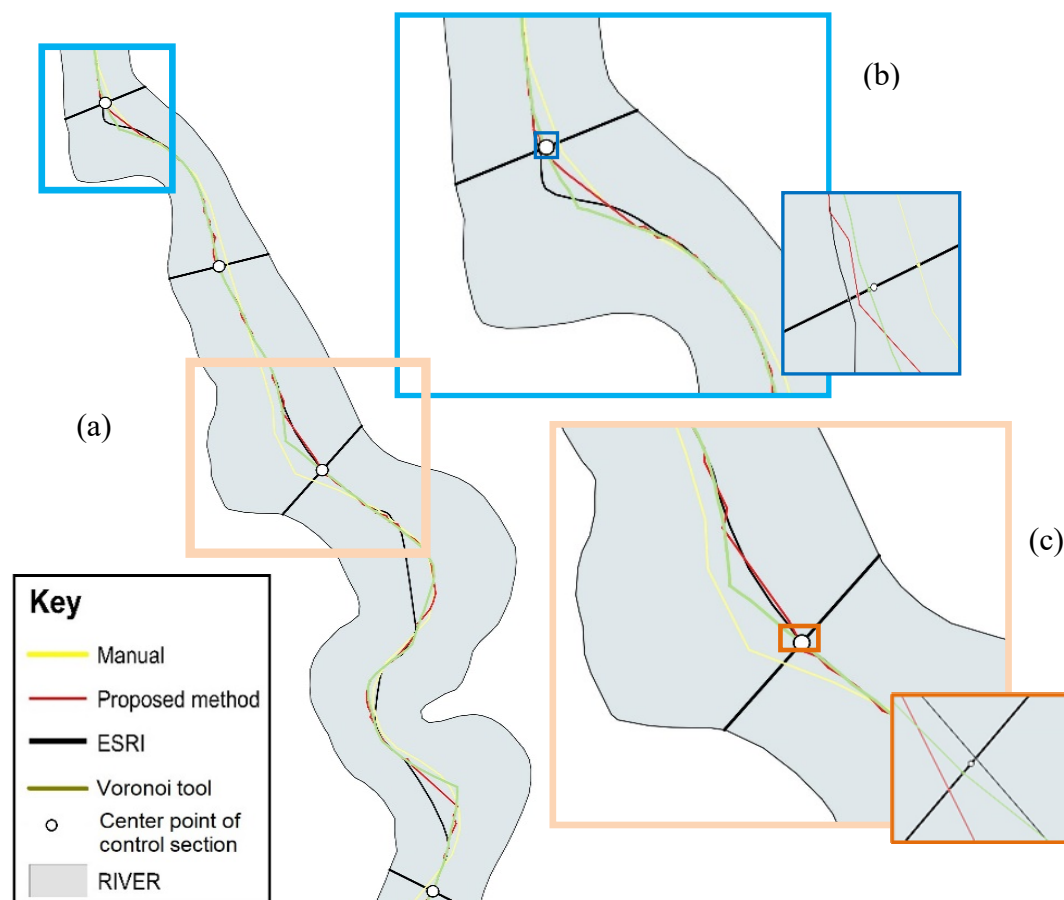 (b)
(a)
(c)
Key
Manual
Proposed method
ESRI
Voronoi tool
Center point of
control section
RIVER